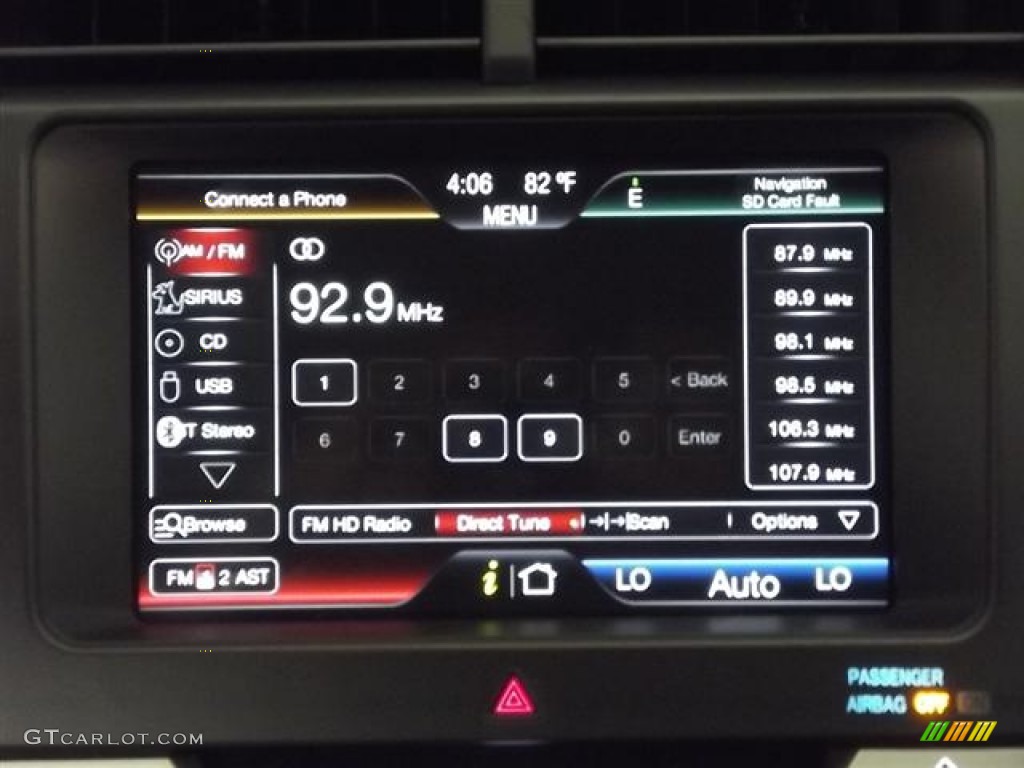 Connect a Phone
4:06 82 °F
MENU
E
Navigation
SD Card Fault
AM / FM
SIRIUS
CD
USB
BT Stereo
92.9 MHz
1 2 3 4 5 < Back
6 7 8 9 0 Enter
87.9 MHz
89.9 MHz
98.1 MHz
98.5 MHz
106.3 MHz
107.9 MHz
Browse
FM HD Radio Direct Tune Scan Options
FM 2 AST
i
LO Auto LO
PASSENGER
AIRBAG OFF
GTCARLOT.COM